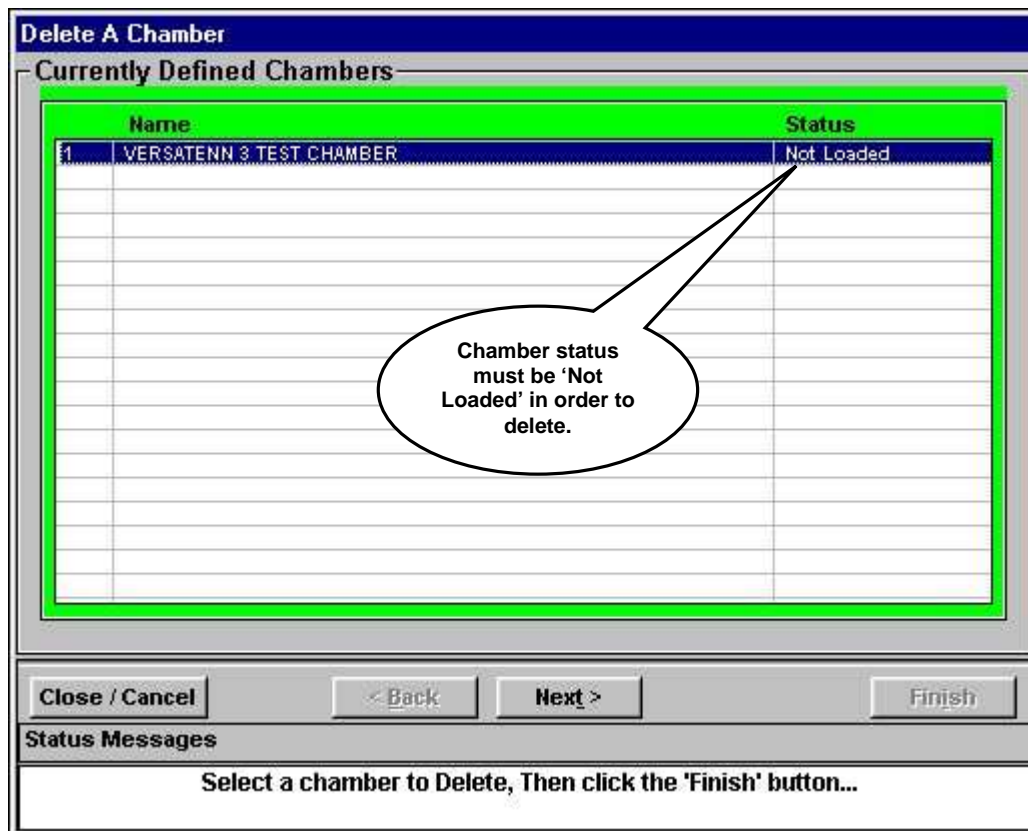 Delete A Chamber
Currently Defined Chambers
Name Status
1 VERSATENN 3 TEST CHAMBER Not Loaded
Chamber status
must be ‘Not
Loaded’ in order to
delete.
Close / Cancel < Back Next > Finish
Status Messages
Select a chamber to Delete, Then click the 'Finish' button...